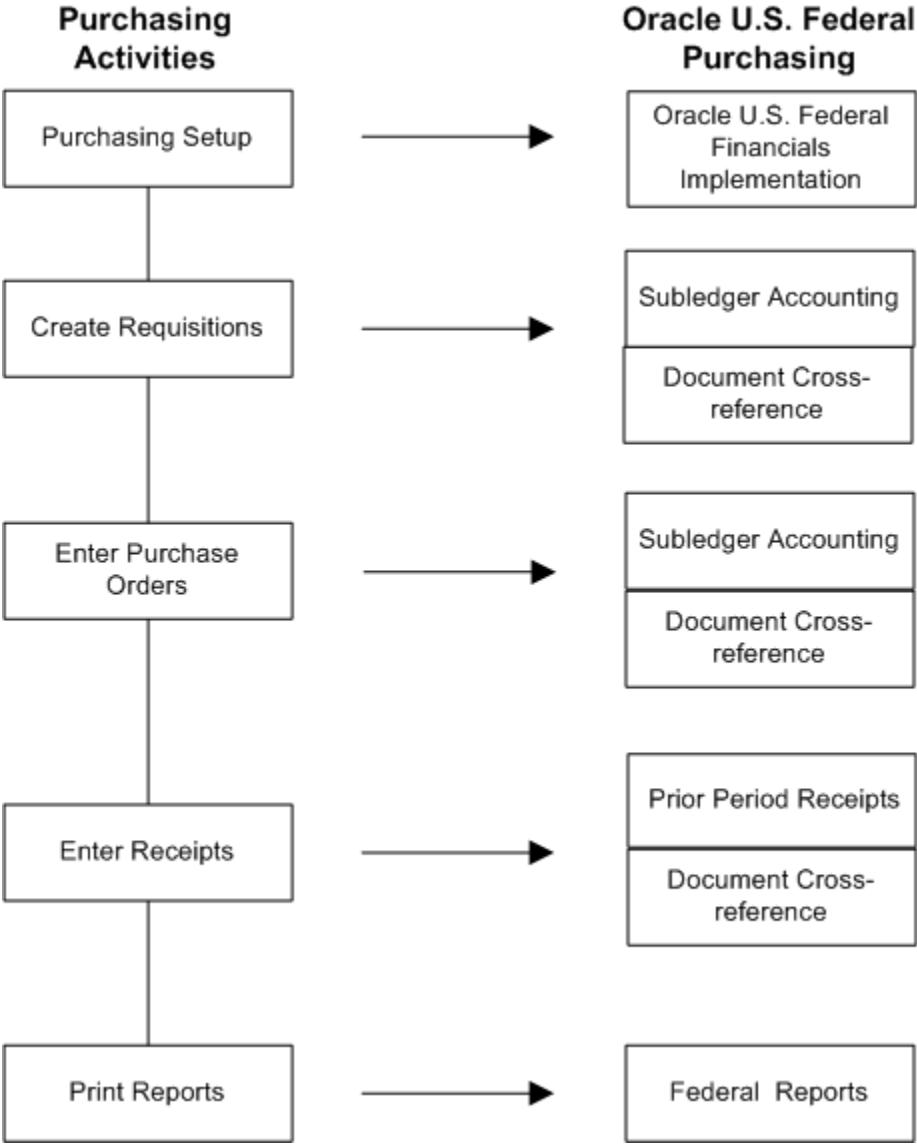 Purchasing
Activities
Oracle U.S. Federal
Purchasing
Purchasing Setup
Oracle U.S. Federal
Financials
Implementation
Create Requisitions
Subledger Accounting
Document Cross-
reference
Enter Purchase
Orders
Subledger Accounting
Document Cross-
reference
Enter Receipts
Prior Period Receipts
Document Cross-
reference
Print Reports
Federal Reports